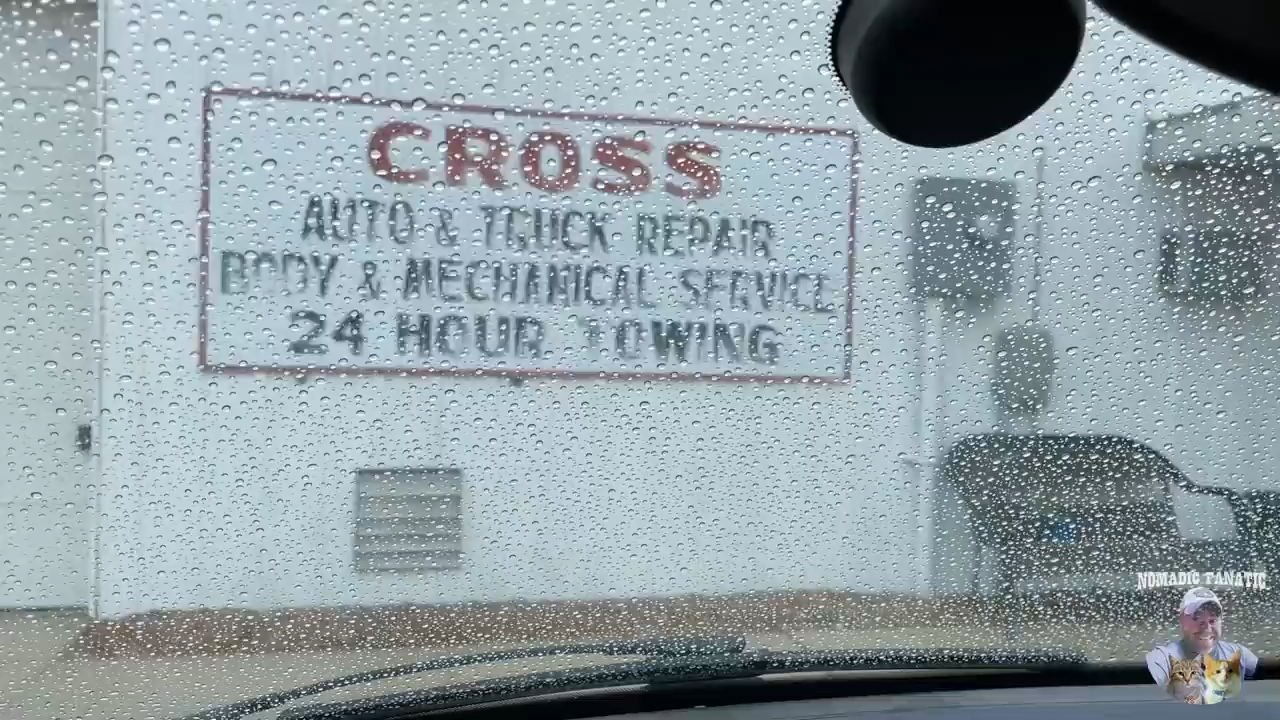 CROSS
AUTO & TRUCK REPAIR
BODY & MECHANICAL SERVICE
24 HOUR TOWING
NOMADIC FANATIC